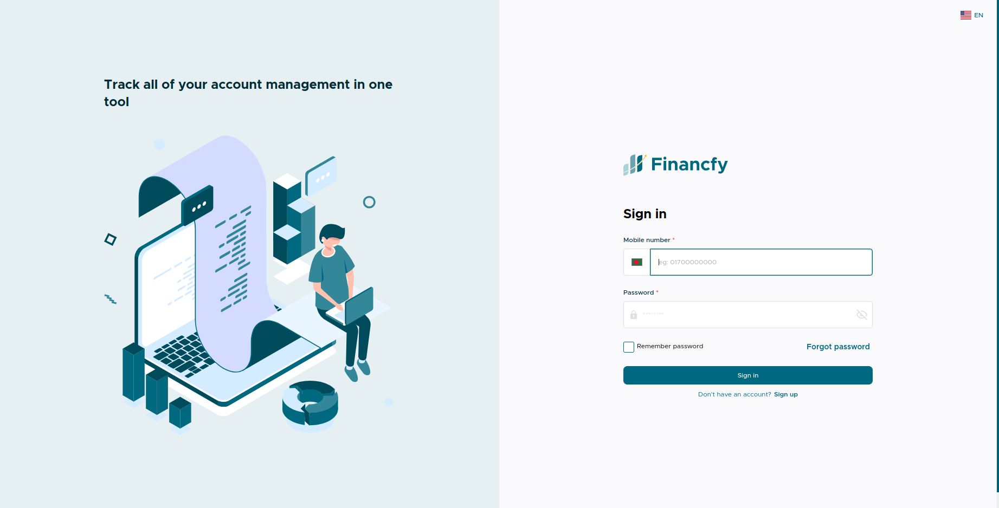 EN
Track all of your account management in one
tool
Financfy
Sign in
Mobile number *
eg: 01700000000
Password *
********
Remember password
Forgot password
Sign in
Don't have an account? Sign up